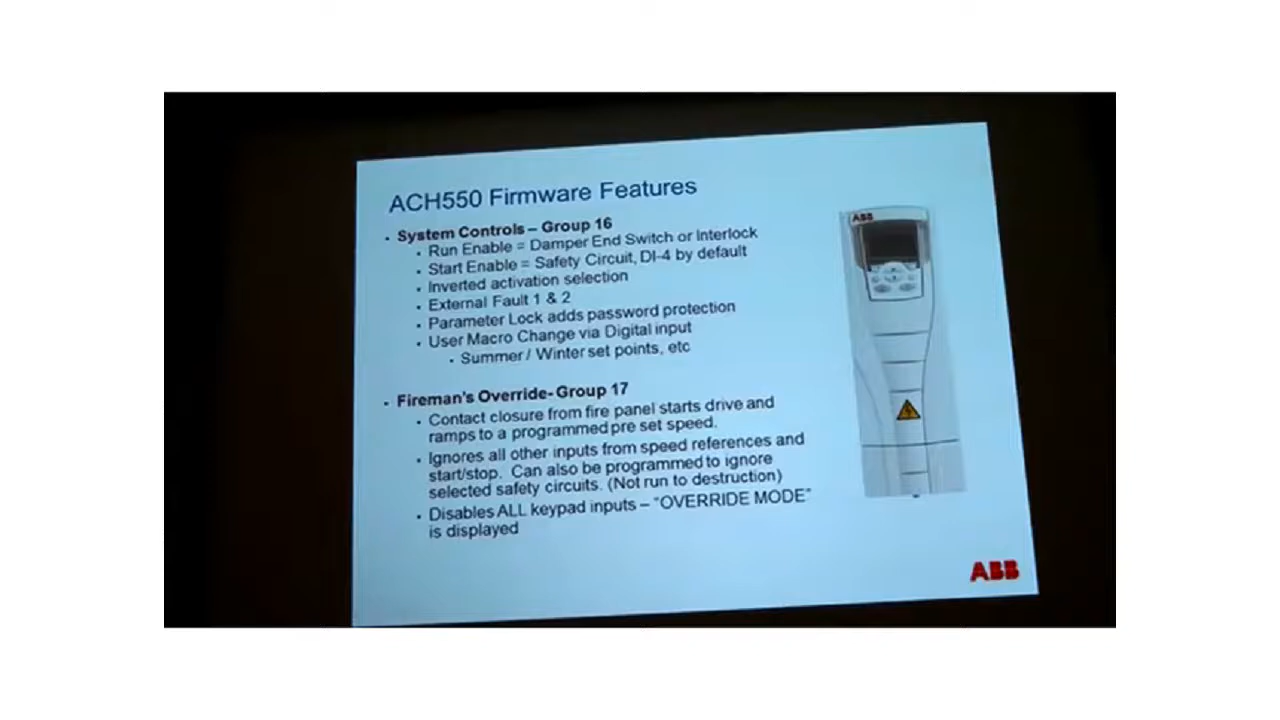 ACH550 Firmware Features
• System Controls – Group 16
• Run Enable = Damper End Switch or Interlock
• Start Enable = Safety Circuit, DI-4 by default
• Inverted activation selection
• External Fault 1 & 2
• Parameter Lock adds password protection
• User Macro Change via Digital input
• Summer / Winter set points, etc
• Fireman's Override- Group 17
• Contact closure from fire panel starts drive and
ramps to a programmed pre set speed.
• Ignores all other inputs from speed references and
start/stop. Can also be programmed to ignore
selected safety circuits. (Not run to destruction)
• Disables ALL keypad inputs – "OVERRIDE MODE"
is displayed
ABB
ABB